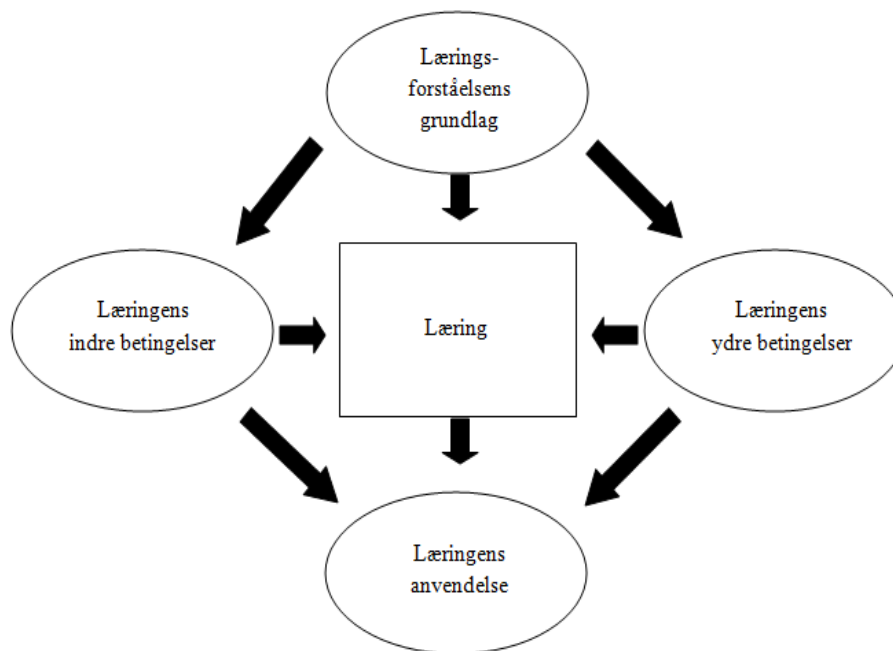 Lærings-
forståelsens
grundlag
Læringens
indre betingelser
Læring
Læringens
ydre betingelser
Læringens
anvendelse